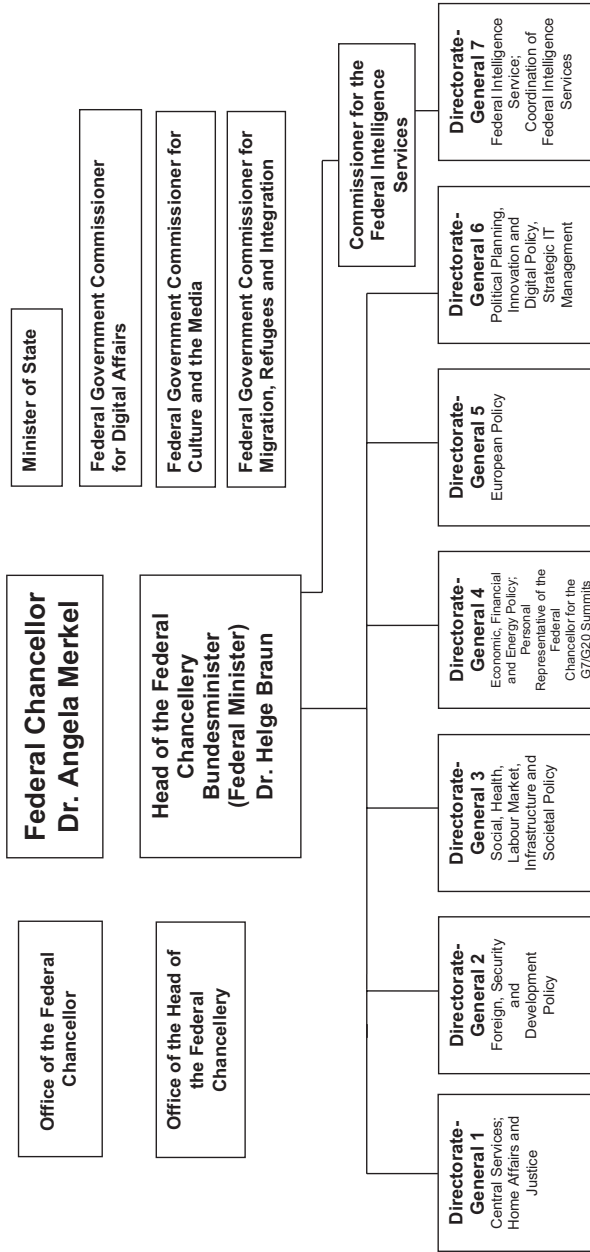 Federal Chancellor
Dr. Angela Merkel
Office of the Federal
Chancellor
Minister of State
Federal Government Commissioner
for Digital Affairs
Head of the Federal
Chancellery
Bundesminister
(Federal Minister)
Dr. Helge Braun
Office of the Head of
the Federal
Chancellery
Federal Government Commissioner for
Culture and the Media
Federal Government Commissioner for
Migration, Refugees and Integration
Commissioner for the
Federal Intelligence
Services
Directorate-
General 1
Central Services;
Home Affairs and
Justice
Directorate-
General 2
Foreign, Security
and
Development
Policy
Directorate-
General 3
Social, Health,
Labour Market,
Infrastructure and
Societal Policy
Directorate-
General 4
Economic, Financial
and Energy Policy;
Personal
Representative of the
Federal
Chancellor for the
G7/G20 Summits
Directorate-
General 5
European Policy
Directorate-
General 6
Political Planning,
Innovation and
Digital Policy,
Strategic IT
Management
Directorate-
General 7
Federal Intelligence
Service;
Coordination of
Federal Intelligence
Services